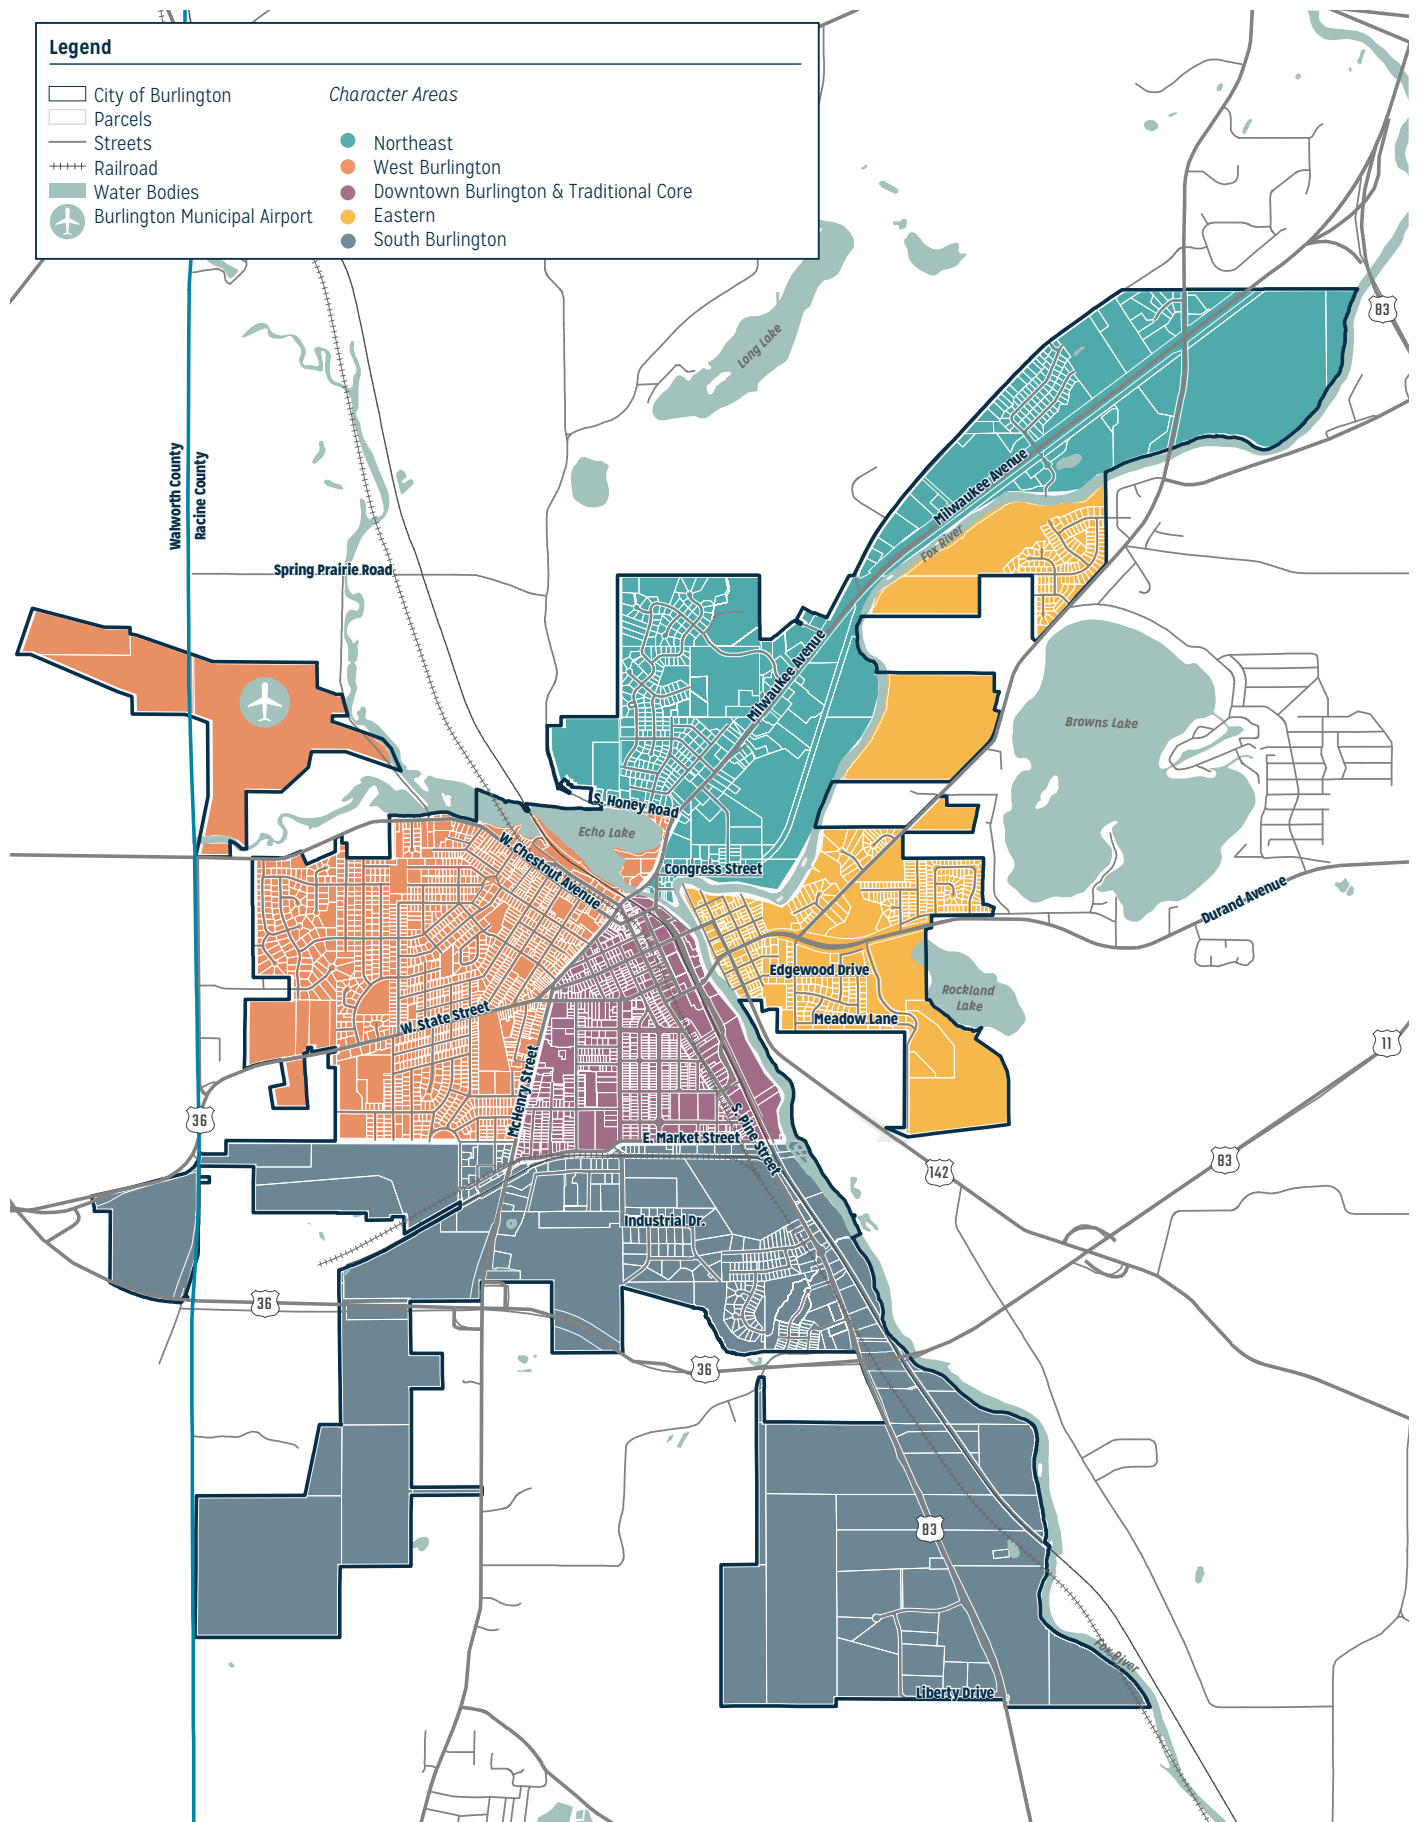 Legend
City of Burlington
Parcels
Streets
Railroad
Water Bodies
Burlington Municipal Airport
Character Areas
Northeast
West Burlington
Downtown Burlington & Traditional Core
Eastern
South Burlington
83
Long Lake
Walworth County
Racine County
Milwaukee Avenue
Fox River
Spring Prairie Road
Milwaukee Avenue
Browns Lake
S. Honey Road
Echo Lake
W. Chestnut Avenue
Congress Street
Durand Avenue
Edgewood Drive
Rockland
Lake
W. State Street
Meadow Lane
11
McHenry Street
36
S. Pine Street
E. Market Street
83
142
Industrial Dr.
36
36
83
Fox River
Liberty Drive